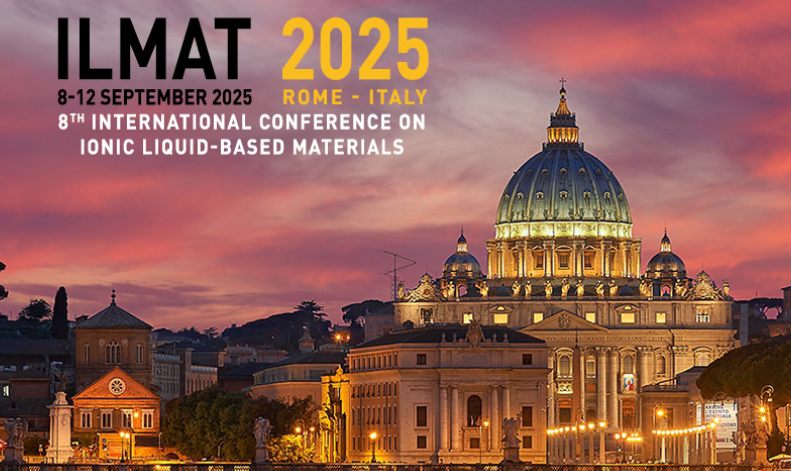 ILMAT 2025
8-12 SEPTEMBER 2025 ROME - ITALY
8TH INTERNATIONAL CONFERENCE ON
IONIC LIQUID-BASED MATERIALS